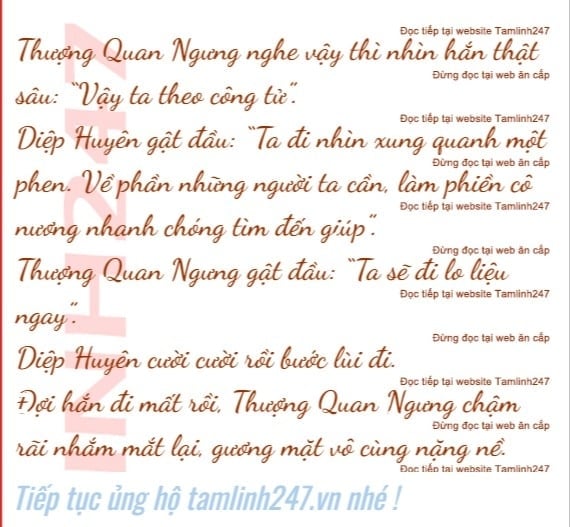 Đọc tiếp tại website Tamlinh247
Thượng Quan Ngưng nghe vậy thì nhìn hắn thật
Đừng đọc tại web ăn cắp
sâu: “Vậy ta theo công tử”.
Đọc tiếp tại website Tamlinh247
Diệp Huyên gật đầu: “Ta đi nhìn xung quanh một
Đừng đọc tại web ăn cắp
phen. Về phần những người ta cần, làm phiền cô
Đọc tiếp tại website Tamlinh247
nương nhanh chóng tìm đến giúp”.
Đừng đọc tại web ăn cắp
Thượng Quan Ngưng gật đầu: “Ta sẽ đi lo liệu
Đọc tiếp tại website Tamlinh247
ngay”.
Đừng đọc tại web ăn cắp
Diệp Huyên cười cười rồi bước lùi đi.
Đọc tiếp tại website Tamlinh247
Đợi hắn đi mất rồi, Thượng Quan Ngưng chậm
Đừng đọc tại web ăn cắp
rãi nhắm mắt lại, gương mặt vô cùng nặng nề.
Đọc tiếp tại website Tamlinh247
Tiếp tục ủng hộ tamlinh247.vn nhé !
INH247